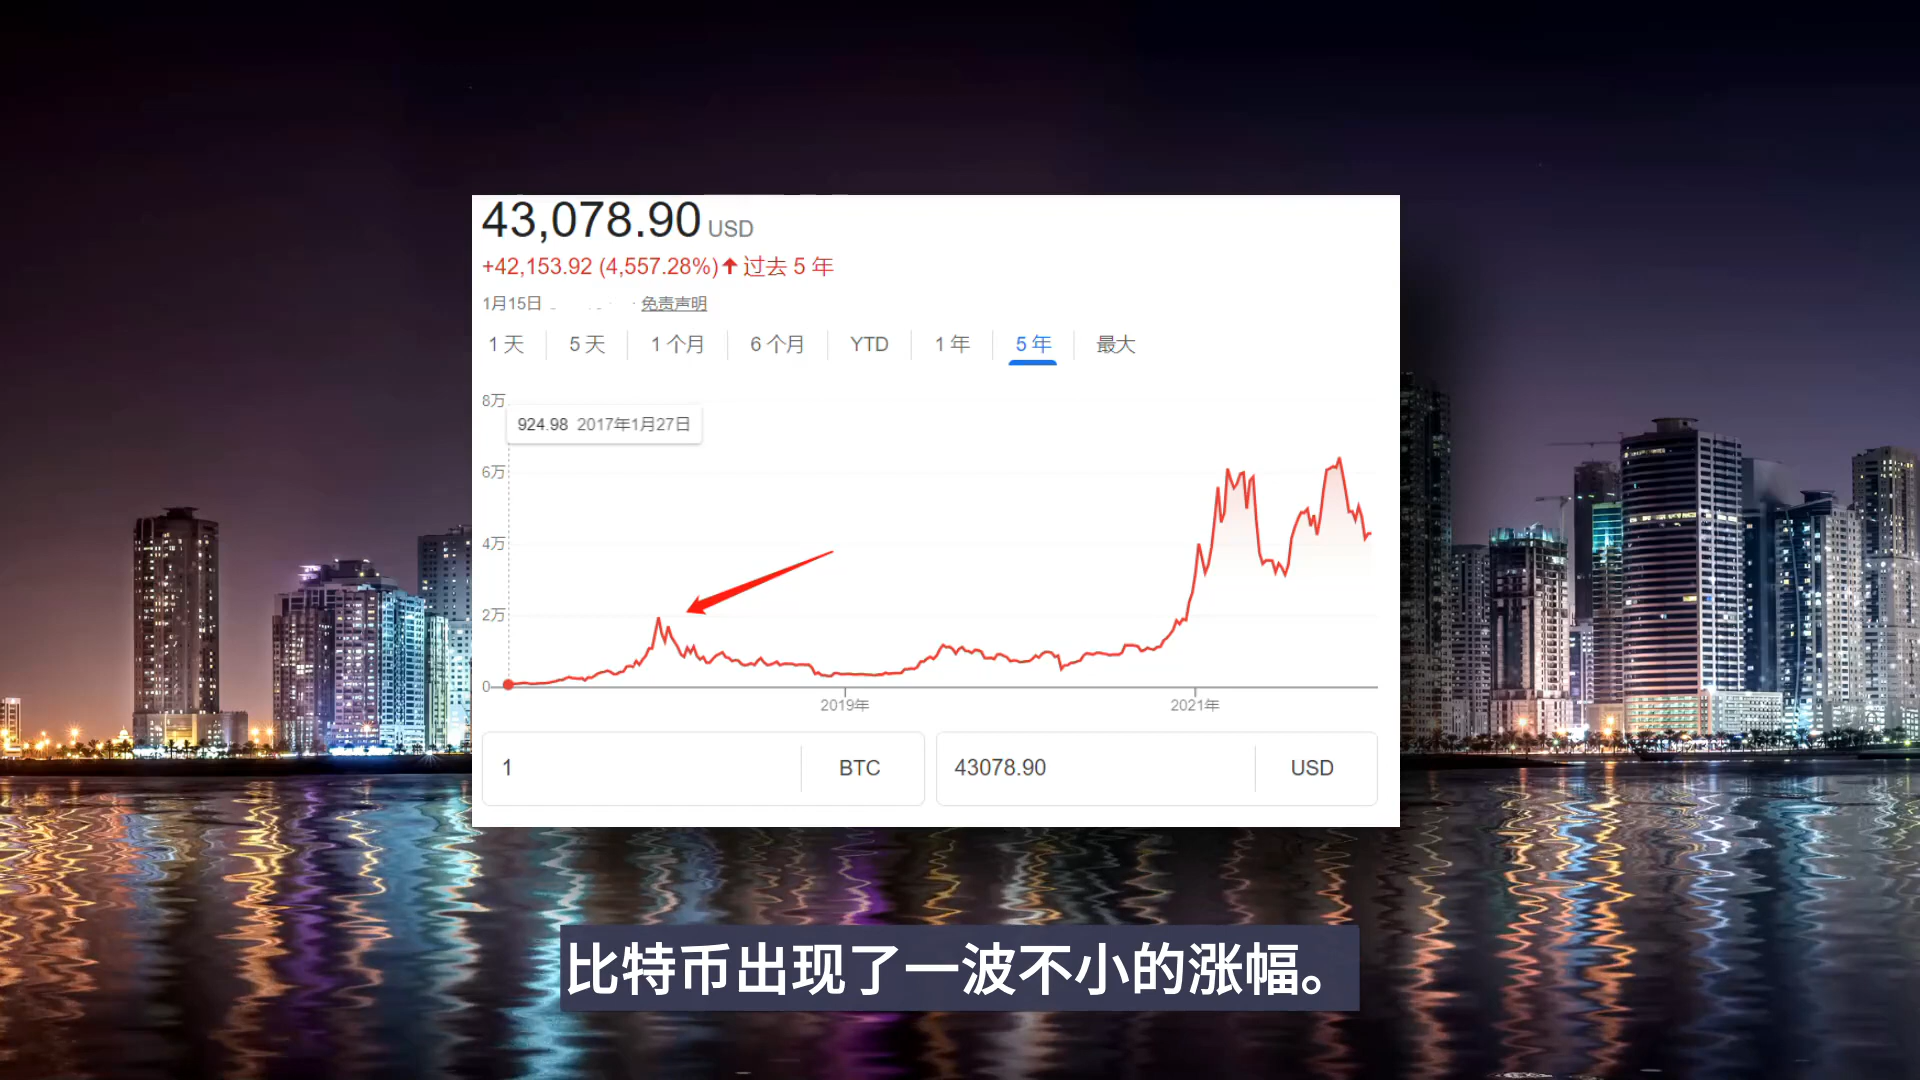 43,078.90 USD
+42,153.92 (4,557.28%) 过去 5 年
1月15日 · 免责声明
1 天 5 天 1 个月 6 个月 YTD 1 年 5 年 最大
8万
924.98 2017年1月27日
6万
4万
2万
0
2019年 2021年
1 BTC 43078.90 USD
比特币出现了一波不小的涨幅。